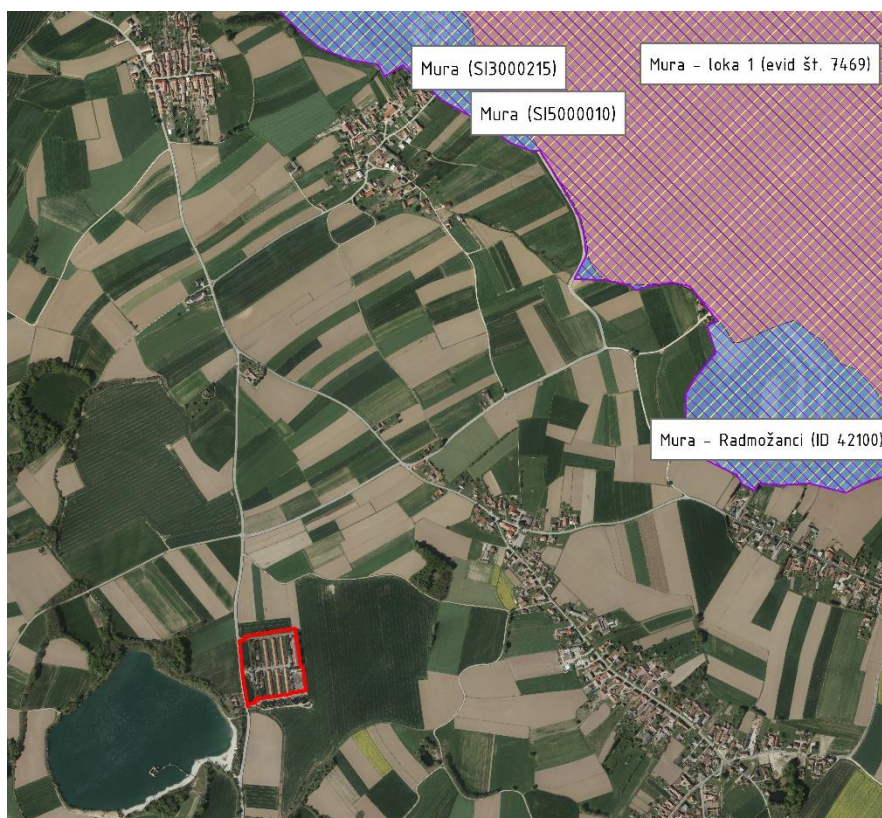 Mura (SI3000215)
Mura - loka 1 (evid št. 7469)
Mura (SI5000010)
Mura - Radmožanci (ID 42100)